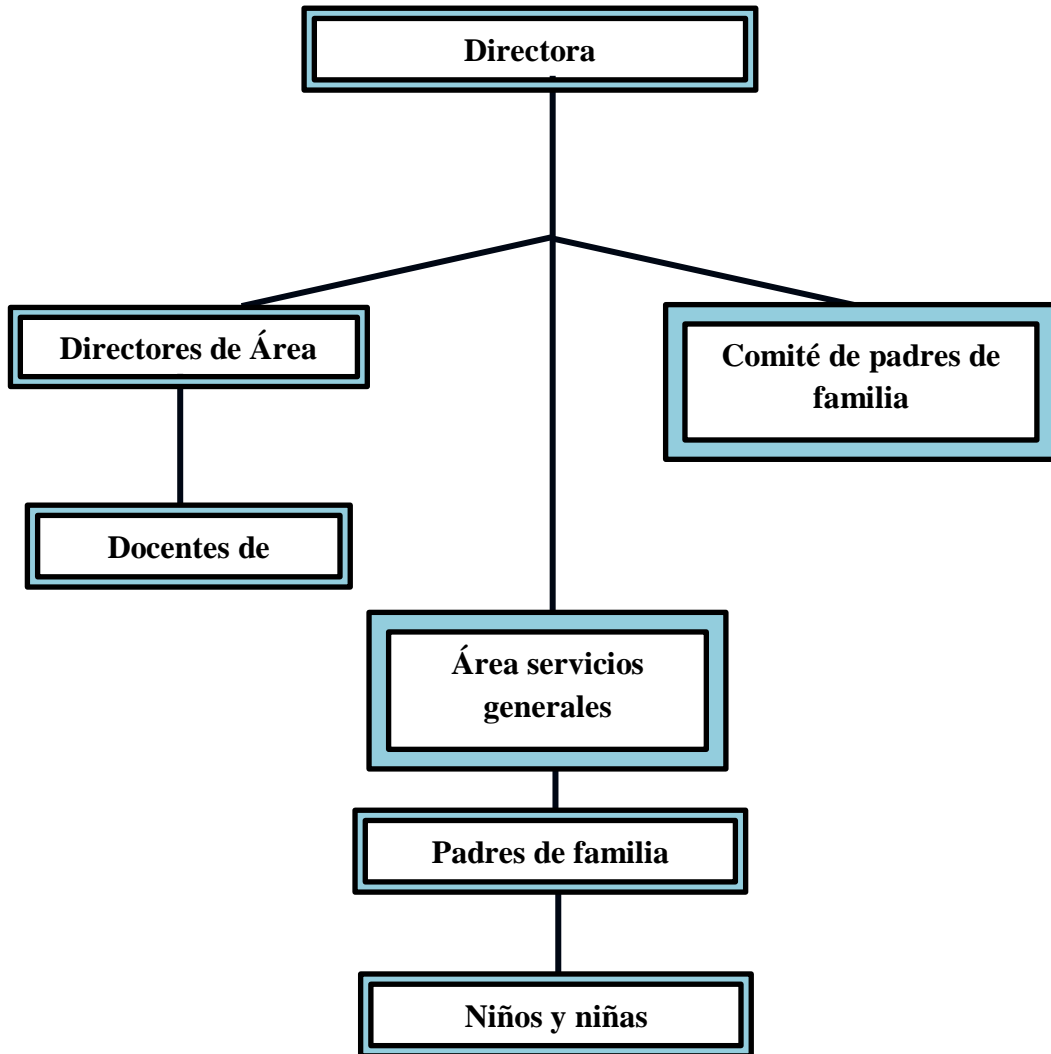 Directora
Directores de Área
Comité de padres de
familia
Docentes de
Área servicios
generales
Padres de familia
Niños y niñas